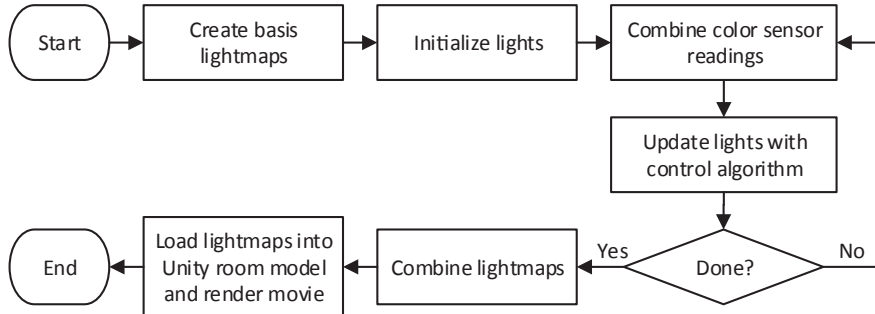 Start
Create basis
lightmaps
Initialize lights
Combine color sensor
readings
Update lights with
control algorithm
Done?
Yes
No
Combine lightmaps
Load lightmaps into
Unity room model
and render movie
End